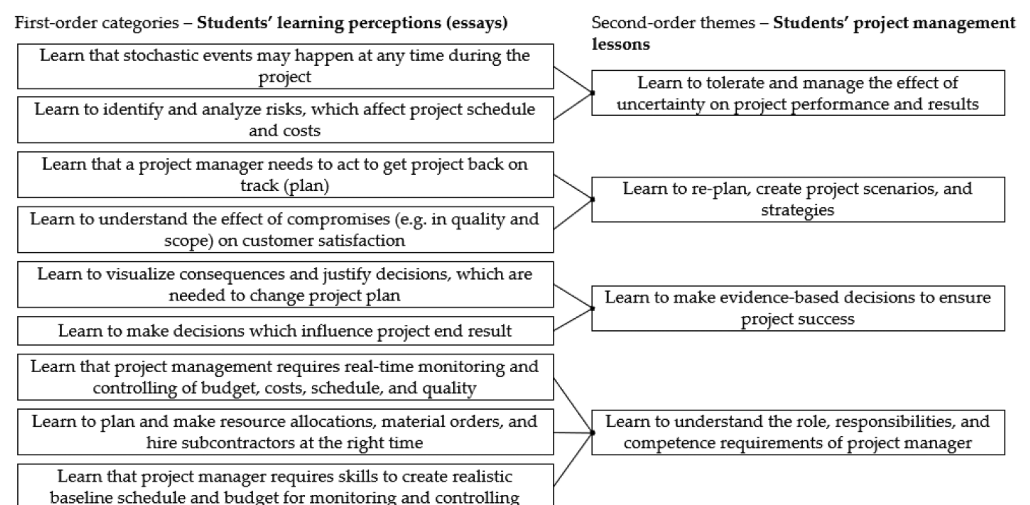 First-order categories – Students’ learning perceptions (essays)
Learn that stochastic events may happen at any time during the
project
Learn to identify and analyze risks, which affect project schedule
and costs
Learn that a project manager needs to act to get project back on
track (plan)
Learn to understand the effect of compromises (e.g. in quality and
scope) on customer satisfaction
Learn to visualize consequences and justify decisions, which are
needed to change project plan
Learn to make decisions which influence project end result
Learn that project management requires real-time monitoring and
controlling of budget, costs, schedule, and quality
Learn to plan and make resource allocations, material orders, and
hire subcontractors at the right time
Learn that project manager requires skills to create realistic
baseline schedule and budget for monitoring and controlling
Second-order themes – Students’ project management
lessons
Learn to tolerate and manage the effect of
uncertainty on project performance and results
Learn to re-plan, create project scenarios, and
strategies
Learn to make evidence-based decisions to ensure
project success
Learn to understand the role, responsibilities, and
competence requirements of project manager